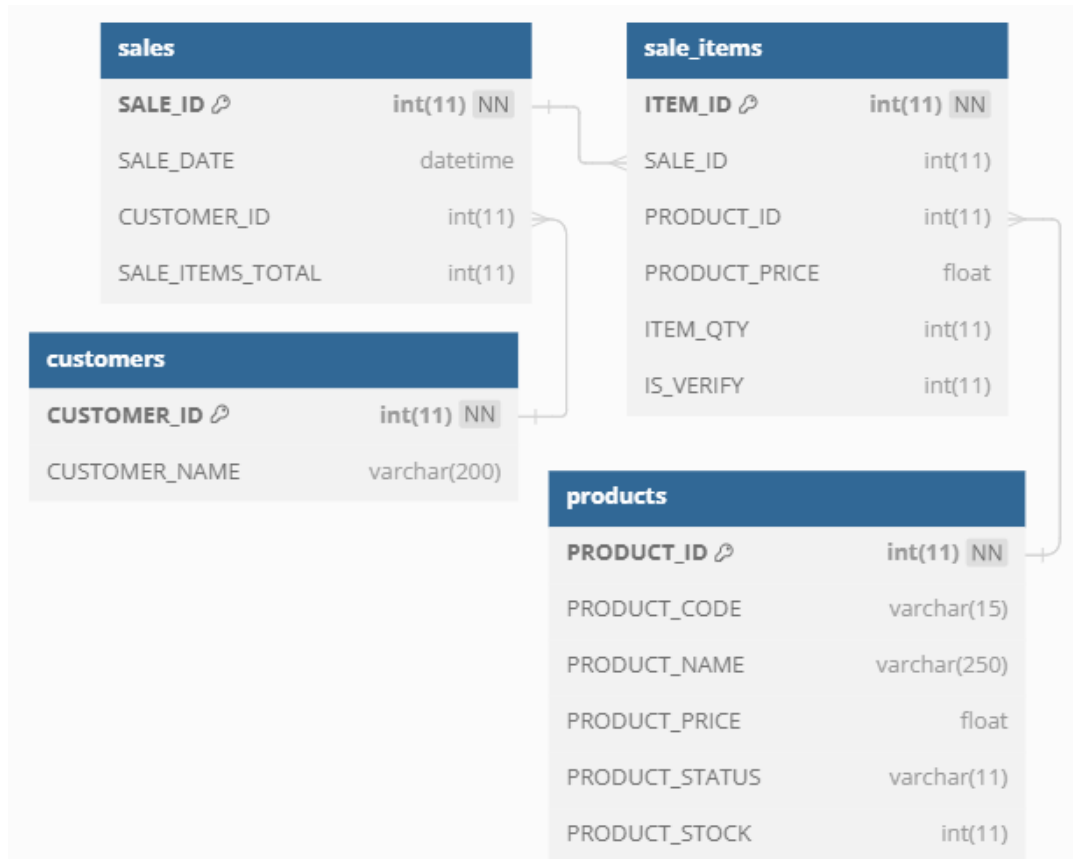 sales
SALE_ID int(11) NN
SALE_DATE datetime
CUSTOMER_ID int(11)
SALE_ITEMS_TOTAL int(11)
sale_items
ITEM_ID int(11) NN
SALE_ID int(11)
PRODUCT_ID int(11)
PRODUCT_PRICE float
ITEM_QTY int(11)
IS_VERIFY int(11)
customers
CUSTOMER_ID int(11) NN
CUSTOMER_NAME varchar(200)
products
PRODUCT_ID int(11) NN
PRODUCT_CODE varchar(15)
PRODUCT_NAME varchar(250)
PRODUCT_PRICE float
PRODUCT_STATUS varchar(11)
PRODUCT_STOCK int(11)